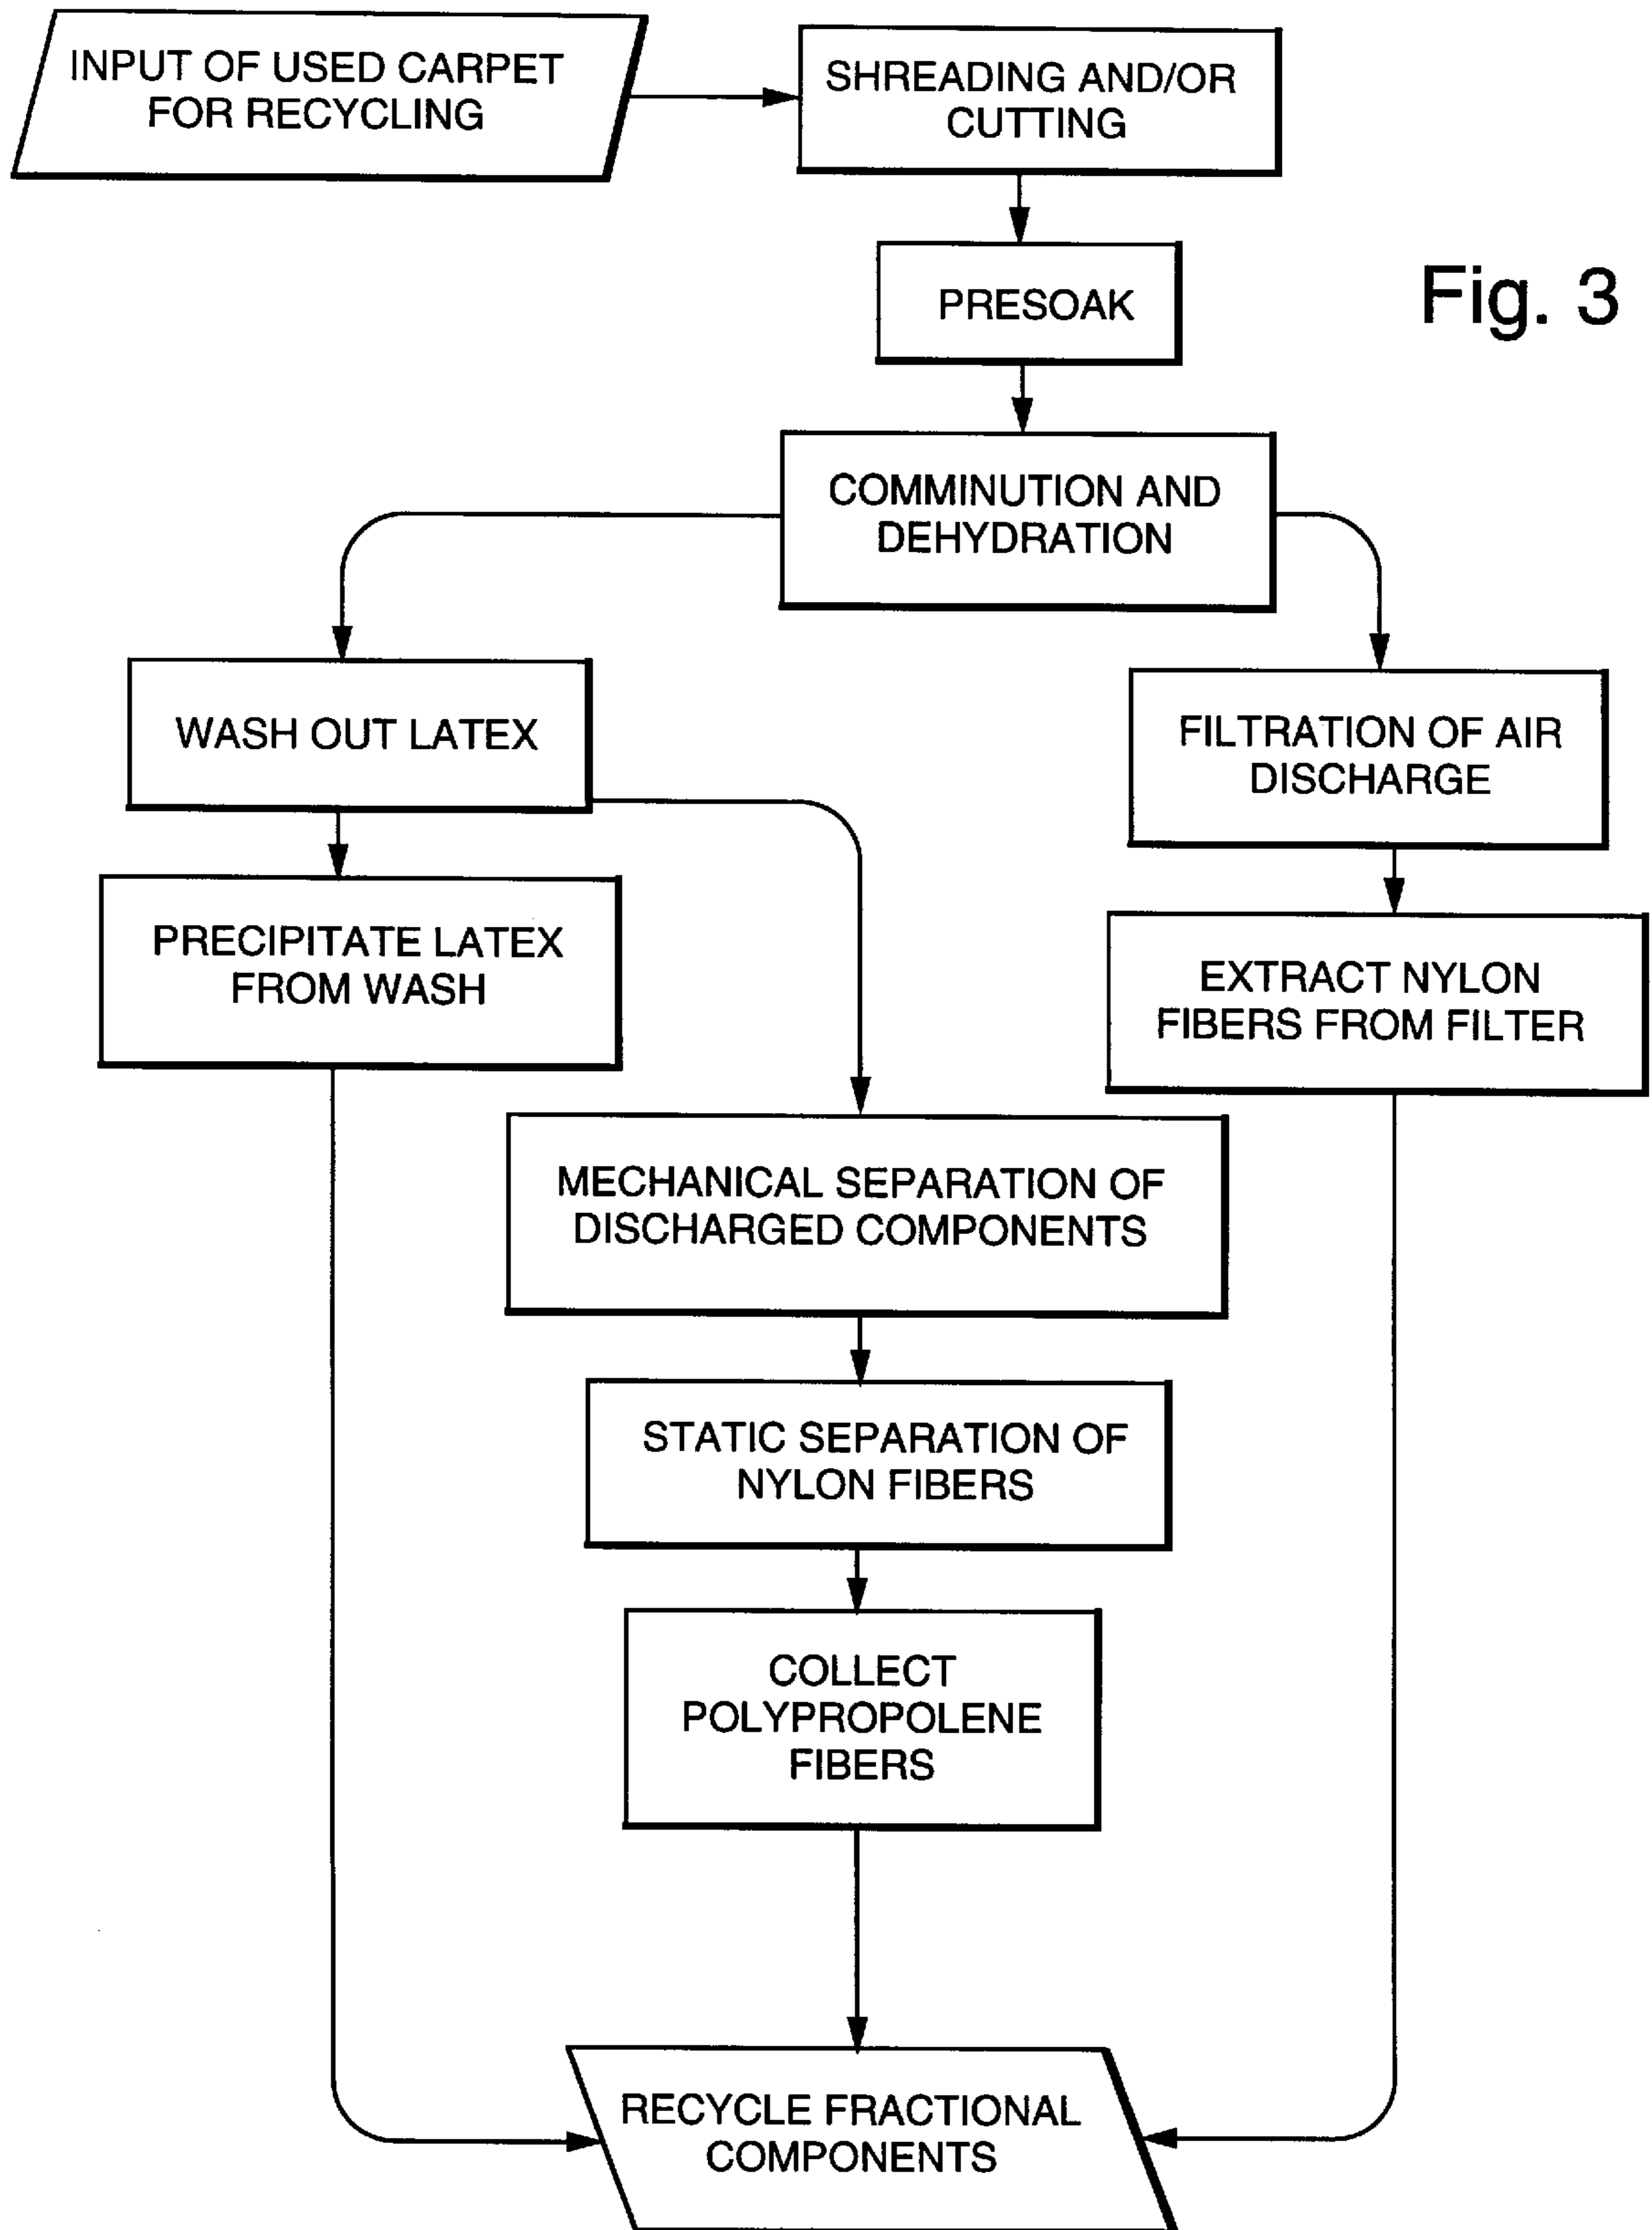 INPUT OF USED CARPET
FOR RECYCLING
SHREADING AND/OR
CUTTING
PRESOAK
Fig. 3
COMMINUTION AND
DEHYDRATION
WASH OUT LATEX
FILTRATION OF AIR
DISCHARGE
PRECIPITATE LATEX
FROM WASH
EXTRACT NYLON
FIBERS FROM FILTER
MECHANICAL SEPARATION OF
DISCHARGED COMPONENTS
STATIC SEPARATION OF
NYLON FIBERS
COLLECT
POLYPROPOLENE
FIBERS
RECYCLE FRACTIONAL
COMPONENTS